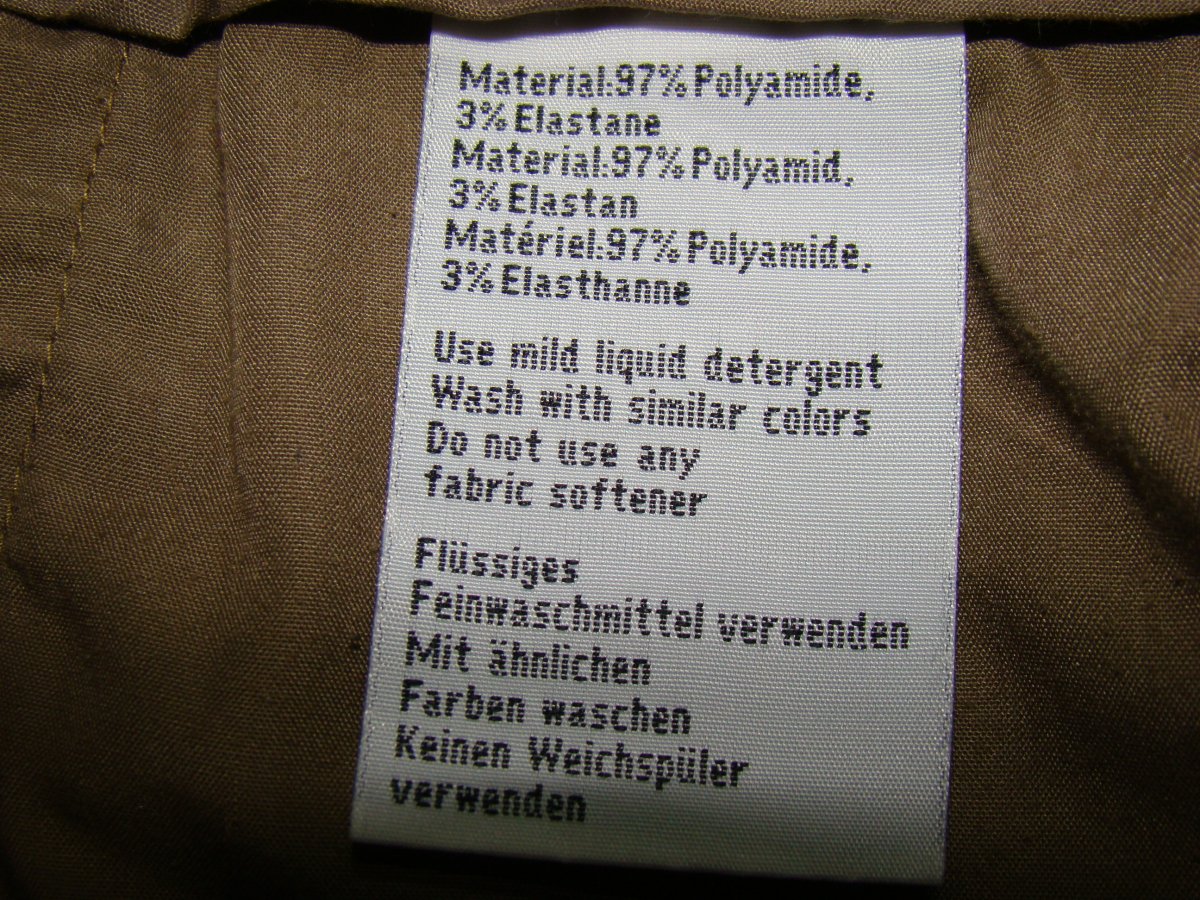 Material:97% Polyamide,
3% Elastane
Material:97% Polyamid,
3% Elastan
Matériel:97% Polyamide,
3% Elasthanne
Use mild liquid detergent
Wash with similar colors
Do not use any
fabric softener
Flüssiges
Feinwaschmittel verwenden
Mit ähnlichen
Farben waschen
Keinen Weichspüler
verwenden